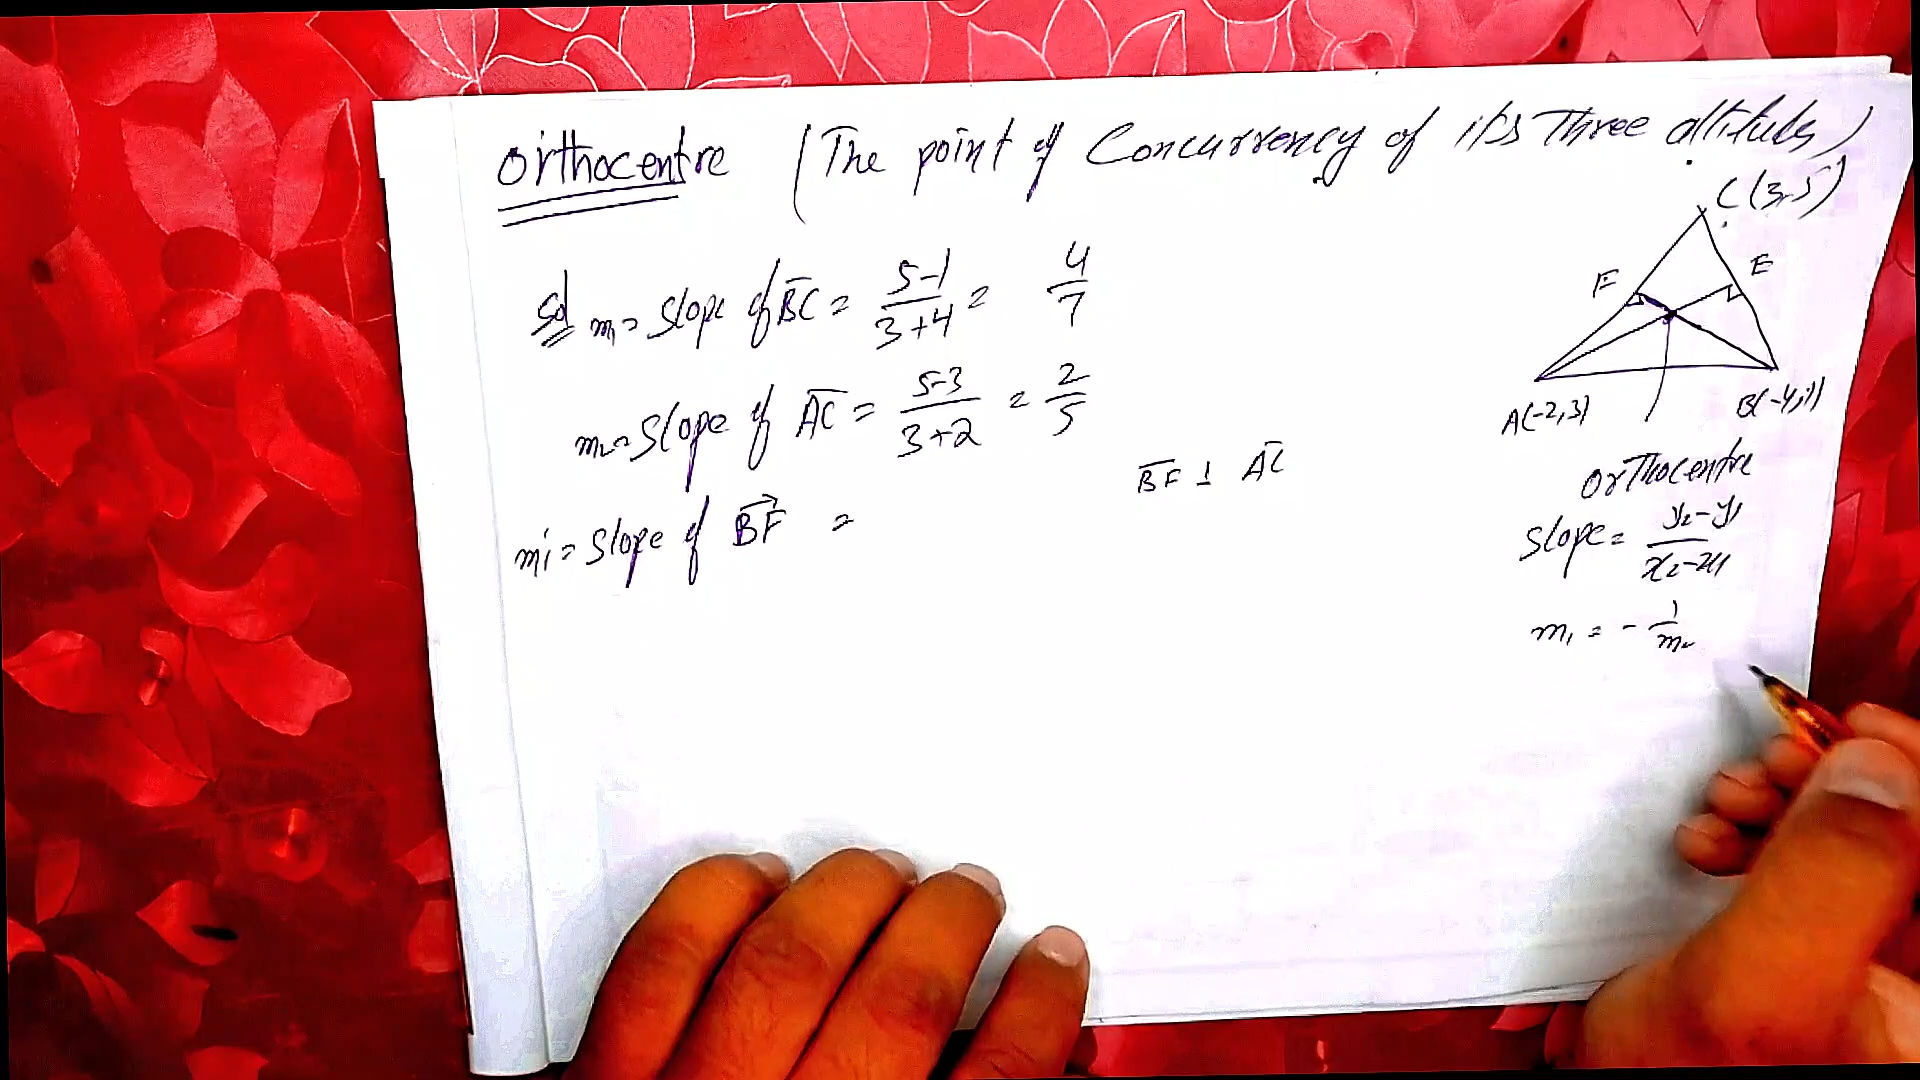 Orthocentre (The point of Concurrency of its Three altitudes)
C(3,5)
F
E
A(-2,3)
B(-4,1)
Orthocentre
Sol m₁ = Slope of BC = 5-1/3+4 = 4/7
m₂ = Slope of AC = 5-3/3+2 = 2/5
BF ⊥ AC
m₁' = Slope of BF =
Slope = y₂-y₁/x₂-x₁
m₁ = -1/m₂